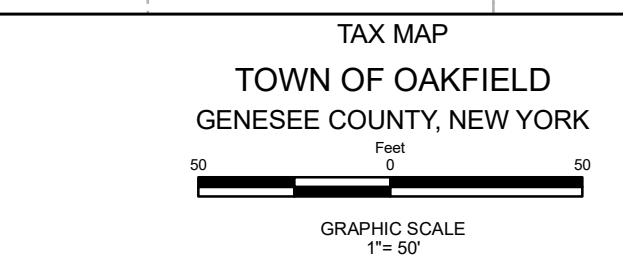 TAX MAP
TOWN OF OAKFIELD
GENESEE COUNTY, NEW YORK
Feet
50 0 50
GRAPHIC SCALE
1"= 50'